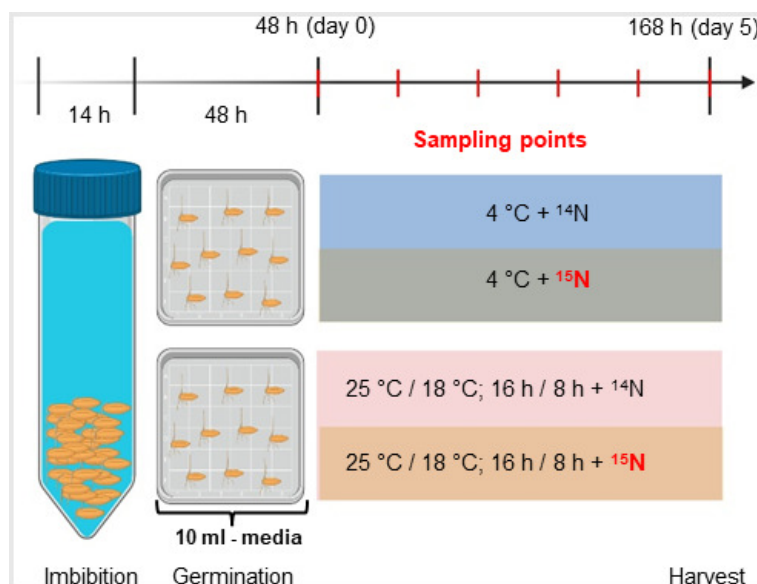 48 h (day 0)
168 h (day 5)
14 h
48 h
Sampling points
4 °C + ¹⁴N
4 °C + ¹⁵N
25 °C / 18 °C; 16 h / 8 h + ¹⁴N
25 °C / 18 °C; 16 h / 8 h + ¹⁵N
10 ml - media
Imbibition
Germination
Harvest